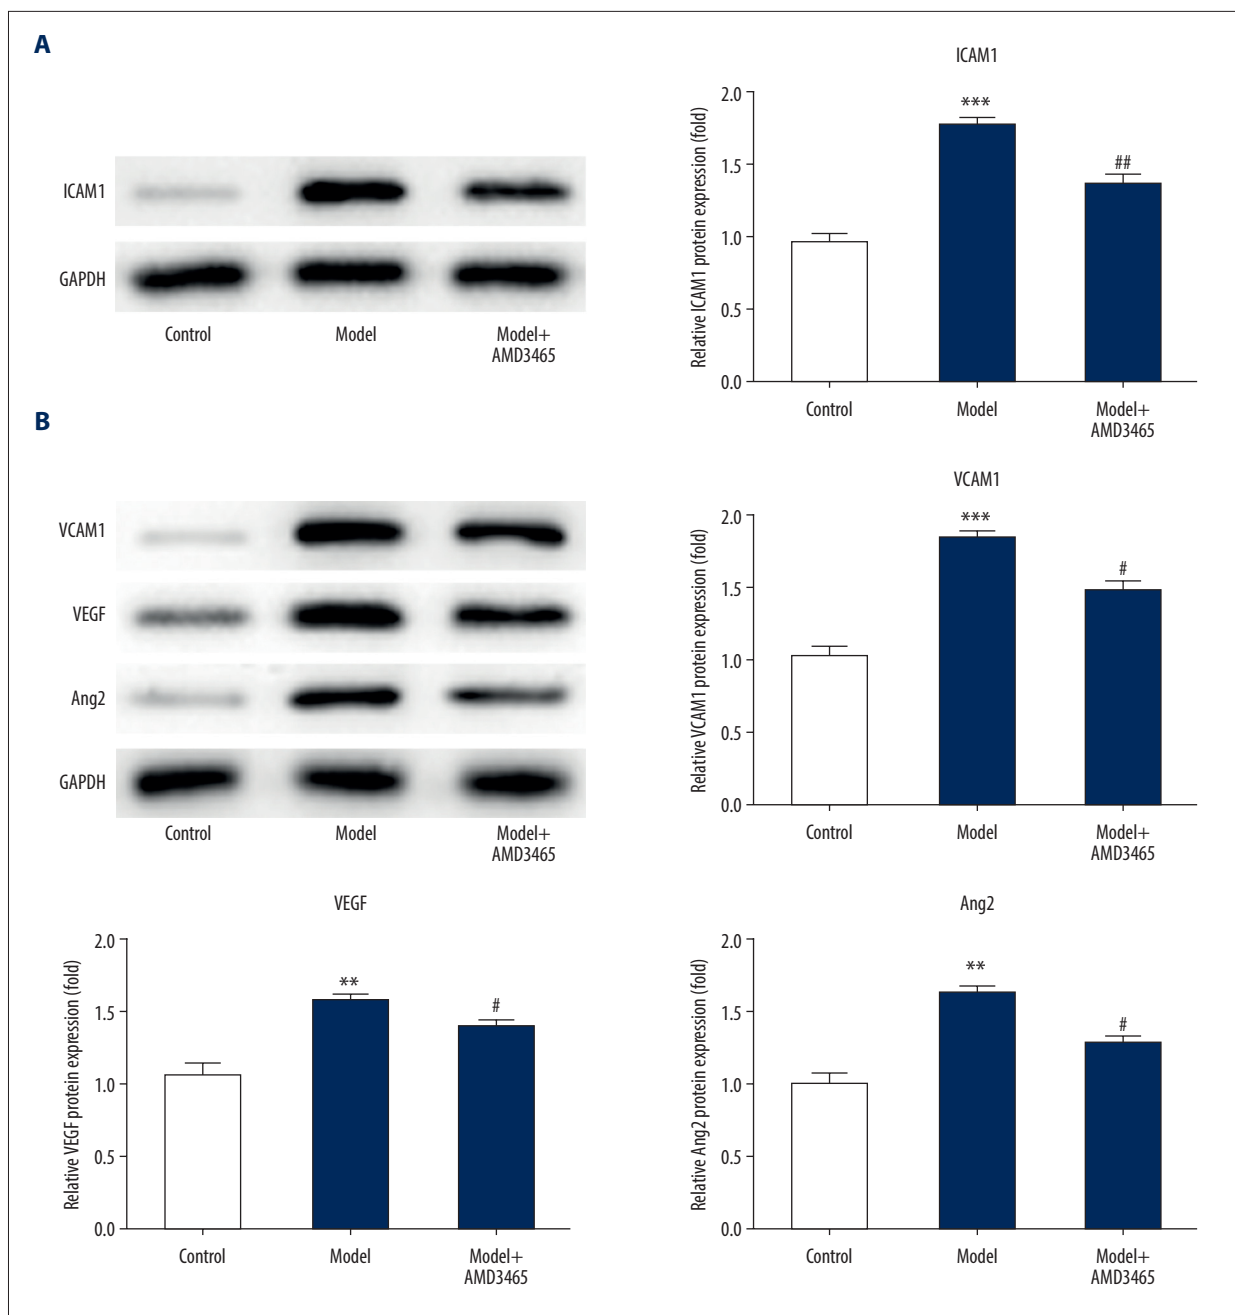 A
ICAM1
GAPDH
Control
Model
Model+
AMD3465
ICAM1
Relative ICAM1 protein expression (fold)
2.0
1.5
1.0
0.5
0.0
***
##
Control
Model
Model+
AMD3465
B
VCAM1
VEGF
Ang2
GAPDH
Control
Model
Model+
AMD3465
VCAM1
Relative VCAM1 protein expression (fold)
2.0
1.5
1.0
0.5
0.0
***
#
Control
Model
Model+
AMD3465
VEGF
Relative VEGF protein expression (fold)
2.0
1.5
1.0
0.5
0.0
**
#
Control
Model
Model+
AMD3465
Ang2
Relative Ang2 protein expression (fold)
2.0
1.5
1.0
0.5
0.0
**
#
Control
Model
Model+
AMD3465